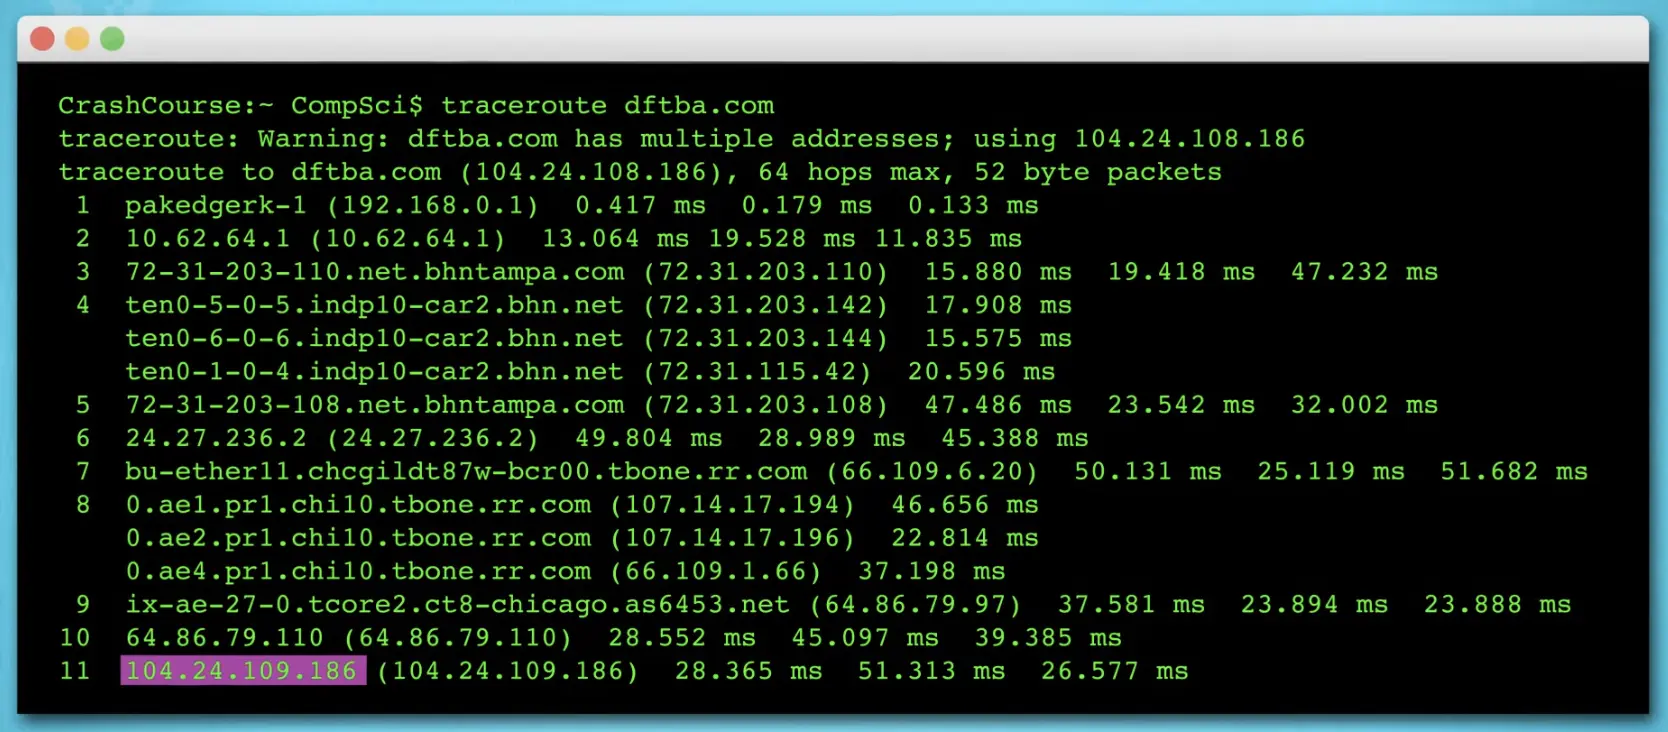 CrashCourse:~ CompSci$ traceroute dftba.com
traceroute: Warning: dftba.com has multiple addresses; using 104.24.108.186
traceroute to dftba.com (104.24.108.186), 64 hops max, 52 byte packets
1 pakedgerk-1 (192.168.0.1) 0.417 ms 0.179 ms 0.133 ms
2 10.62.64.1 (10.62.64.1) 13.064 ms 19.528 ms 11.835 ms
3 72-31-203-110.net.bhntampa.com (72.31.203.110) 15.880 ms 19.418 ms 47.232 ms
4 ten0-5-0-5.indp10-car2.bhn.net (72.31.203.142) 17.908 ms
ten0-6-0-6.indp10-car2.bhn.net (72.31.203.144) 15.575 ms
ten0-1-0-4.indp10-car2.bhn.net (72.31.115.42) 20.596 ms
5 72-31-203-108.net.bhntampa.com (72.31.203.108) 47.486 ms 23.542 ms 32.002 ms
6 24.27.236.2 (24.27.236.2) 49.804 ms 28.989 ms 45.388 ms
7 bu-ether11.chcgildt87w-bcr00.tbone.rr.com (66.109.6.20) 50.131 ms 25.119 ms 51.682 ms
8 0.ae1.pr1.chi10.tbone.rr.com (107.14.17.194) 46.656 ms
0.ae2.pr1.chi10.tbone.rr.com (107.14.17.196) 22.814 ms
0.ae4.pr1.chi10.tbone.rr.com (66.109.1.66) 37.198 ms
9 ix-ae-27-0.tcore2.ct8-chicago.as6453.net (64.86.79.97) 37.581 ms 23.894 ms 23.888 ms
10 64.86.79.110 (64.86.79.110) 28.552 ms 45.097 ms 39.385 ms
11 104.24.109.186 (104.24.109.186) 28.365 ms 51.313 ms 26.577 ms